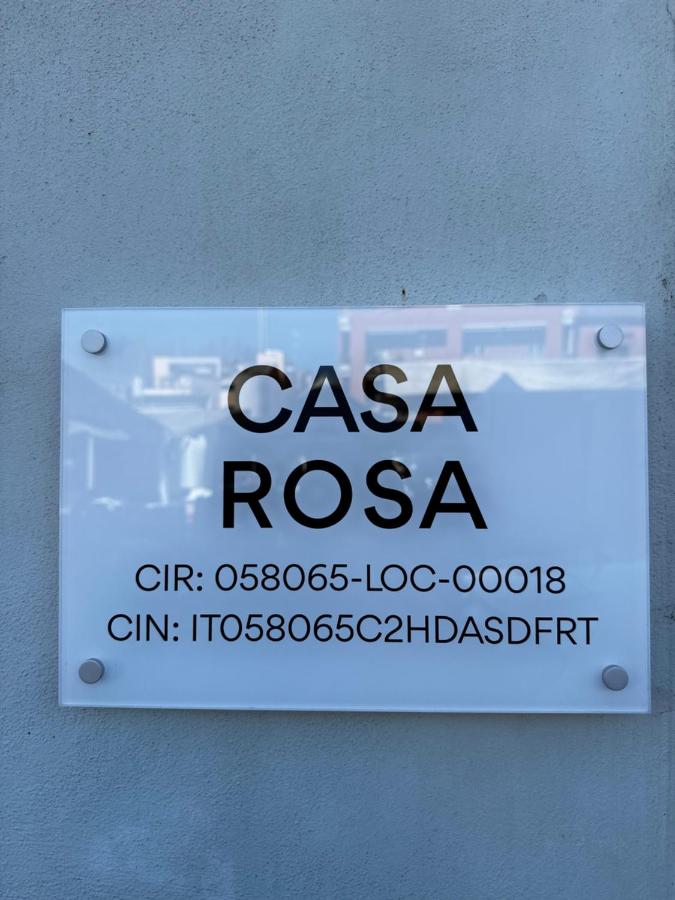 CASA
ROSA
CIR: 058065-LOC-00018
CIN: IT058065C2HDASDFRT